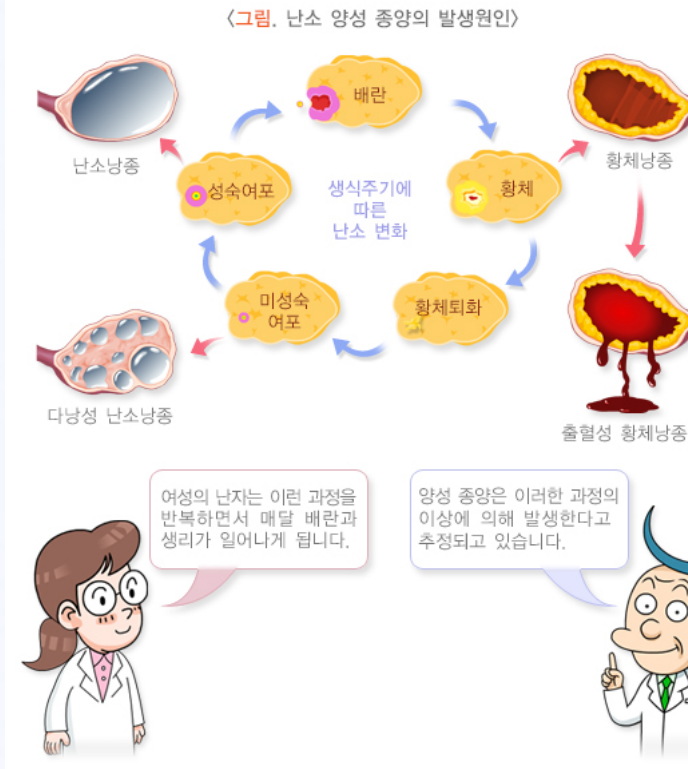 〈그림. 난소 양성 종양의 발생원인〉
배란
난소낭종
황체낭종
성숙여포
생식주기에
따른
난소 변화
황체
미성숙
여포
황체퇴화
다낭성 난소낭종
출혈성 황체낭종
여성의 난자는 이런 과정을
반복하면서 매달 배란과
생리가 일어나게 됩니다.
양성 종양은 이러한 과정의
이상에 의해 발생한다고
추정되고 있습니다.